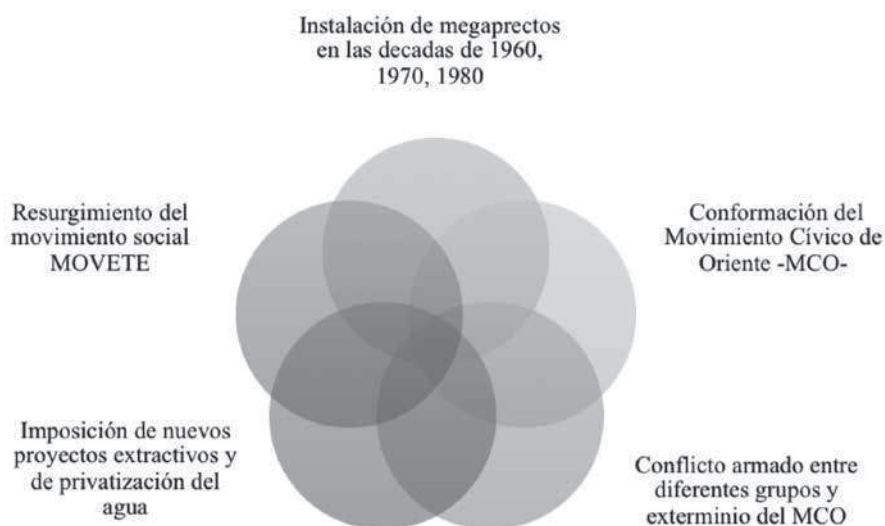 Instalación de megaprectos
en las decadas de 1960,
1970, 1980
Conformación del
Movimiento Cívico de
Oriente -MCO-
Conflicto armado entre
diferentes grupos y
exterminio del MCO
Imposición de nuevos
proyectos extractivos y
de privatización del
agua
Resurgimiento del
movimiento social
MOVETE